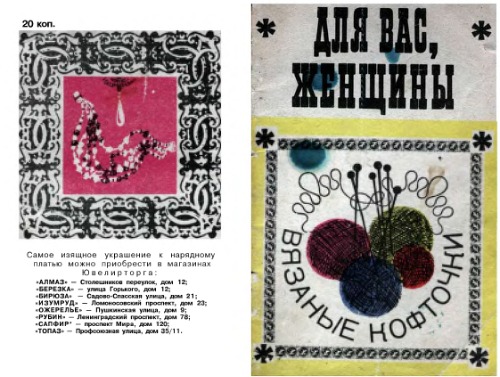 20 коп.
Самое изящное украшение к нарядному
платью можно приобрести в магазинах
Ювелирторга:
«АЛМАЗ» — Столешников переулок, дом 12;
«БЕРЕЗКА» — улица Горького, дом 12;
«БИРЮЗА» — Садово-Спасская улица, дом 21;
«ИЗУМРУД» — Ломоносовский проспект, дом 23;
«ОЖЕРЕЛЬЕ» — Пушкинская улица, дом 9;
«РУБИН» — Ленинградский проспект, дом 78;
«САПФИР» — проспект Мира, дом 120;
«ТОПАЗ» — Профсоюзная улица, дом 35/11.
ДЛЯ ВАС,
ЖЕНЩИНЫ
ВЯЗАНЫЕ КОФТОЧКИ